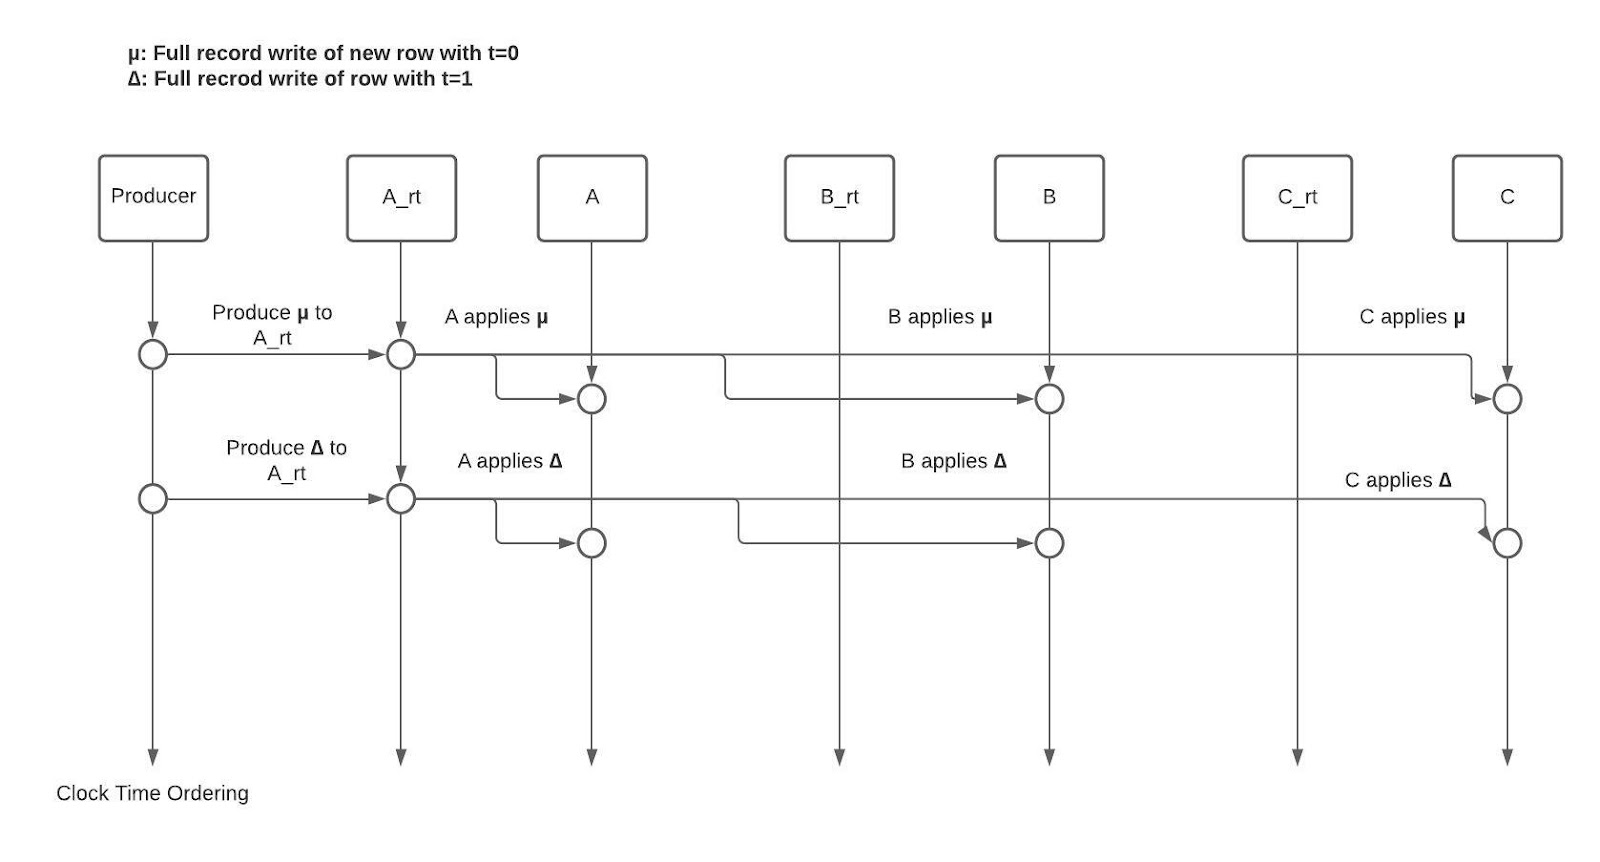 μ: Full record write of new row with t=0
Δ: Full recrod write of row with t=1
Producer
A_rt
A
B_rt
B
C_rt
C
Produce μ to
A_rt
A applies μ
B applies μ
C applies μ
Produce Δ to
A_rt
A applies Δ
B applies Δ
C applies Δ
Clock Time Ordering